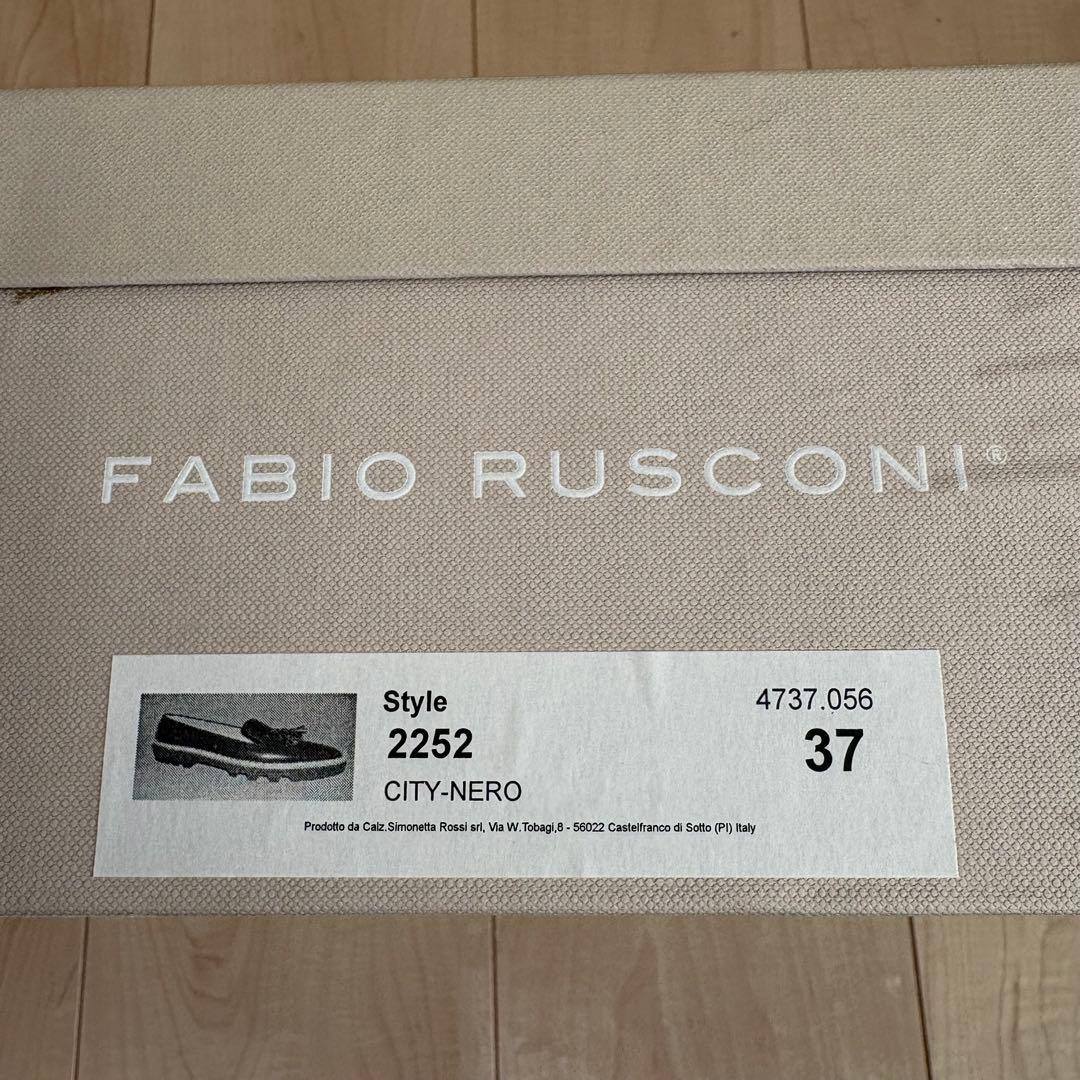 FABIO RUSCONI®
Style
2252
CITY-NERO
4737.056
37
Prodotto da Calz.Simonetta Rossi srl, Via W.Tobagi,8 - 56022 Castelfranco di Sotto (PI) Italy